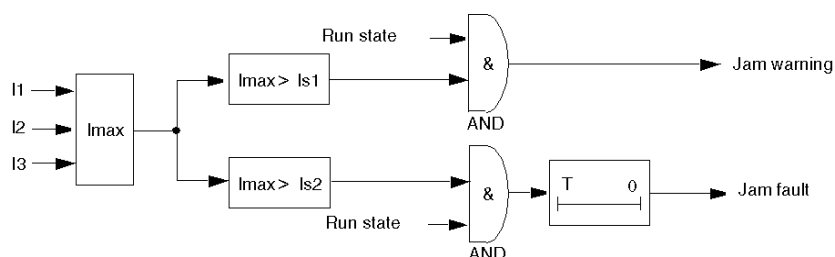 Run state
Imax > Is1
&
Jam warning
AND
I1
I2
I3
Imax
Imax > Is2
&
T 0
Jam fault
Run state
AND